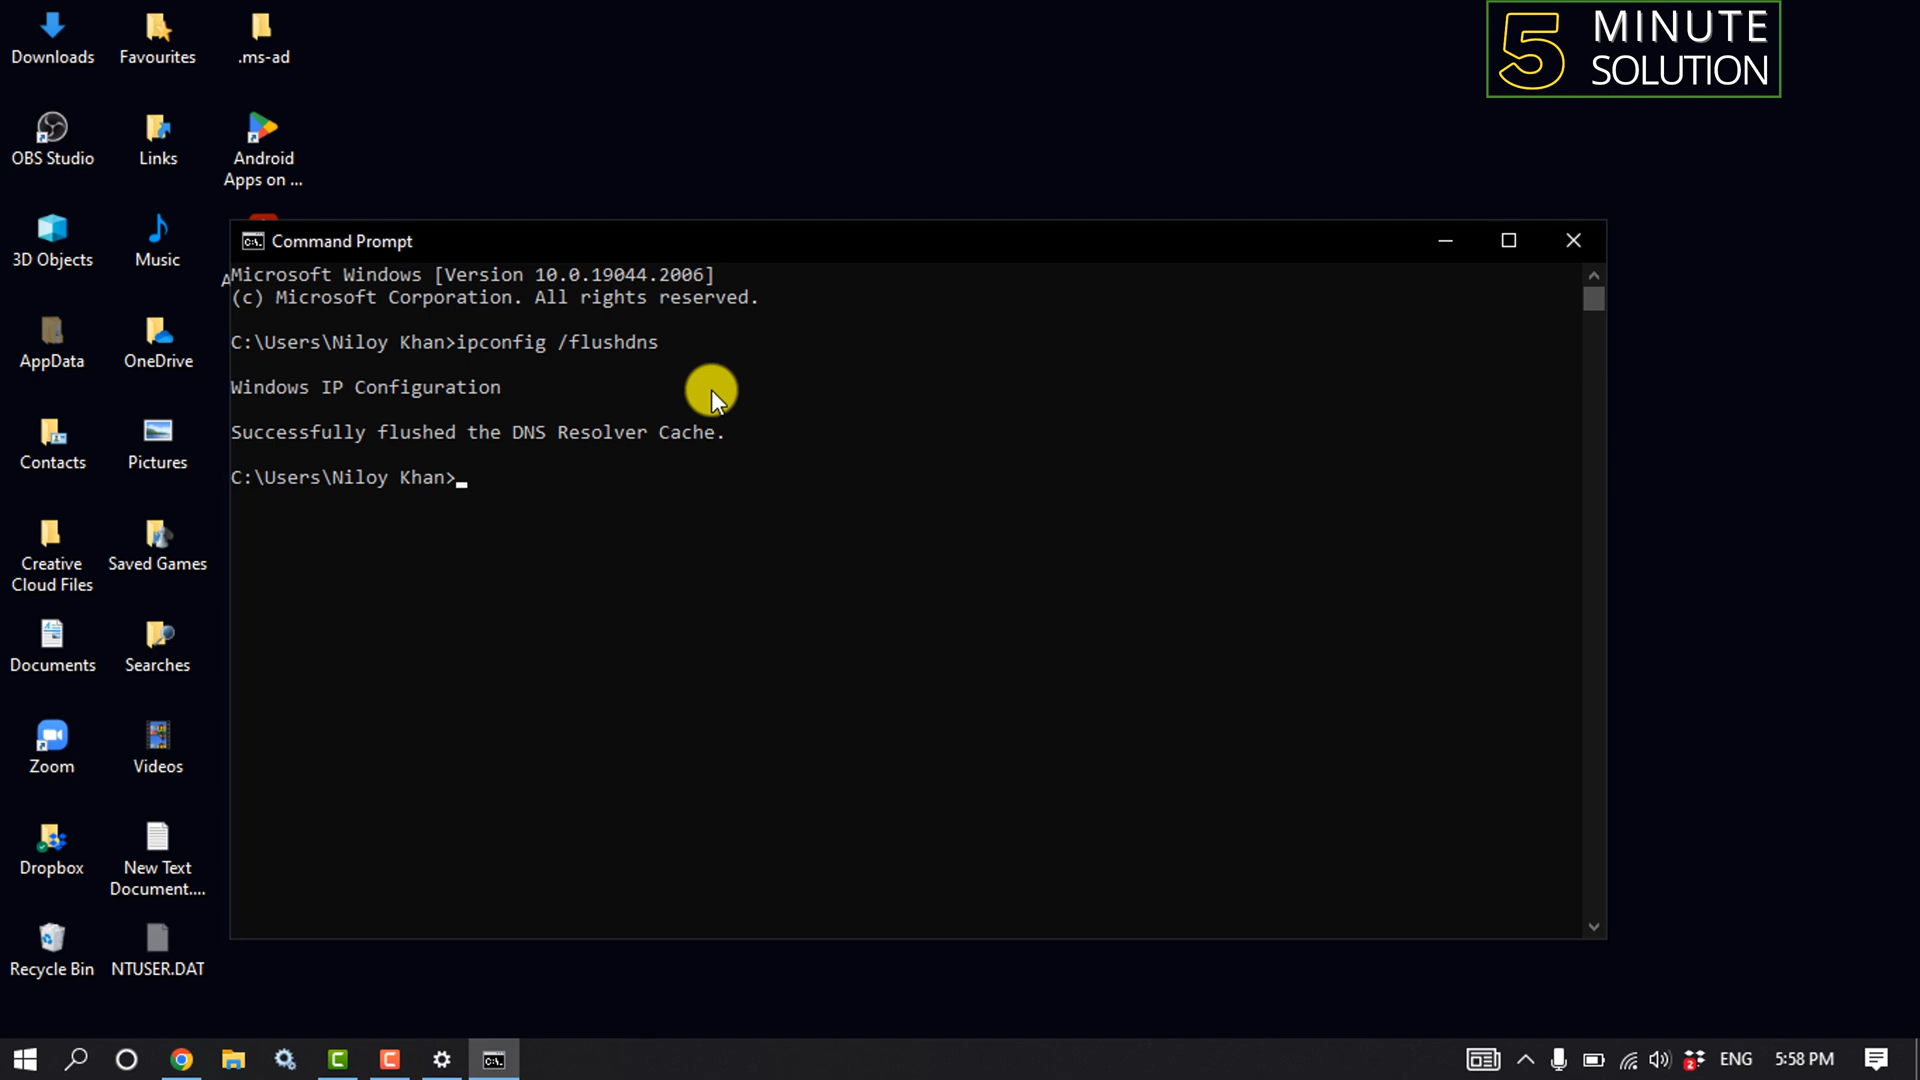 Downloads
Favourites
.ms-ad
5 MINUTE
SOLUTION
OBS Studio
Links
Android
Apps on ...
3D Objects
Music
Command Prompt
Microsoft Windows [Version 10.0.19044.2006]
(c) Microsoft Corporation. All rights reserved.
C:\Users\Niloy Khan>ipconfig /flushdns
Windows IP Configuration
Successfully flushed the DNS Resolver Cache.
C:\Users\Niloy Khan>
AppData
OneDrive
Contacts
Pictures
Creative
Cloud Files
Saved Games
Documents
Searches
Zoom
Videos
Dropbox
New Text
Document....
Recycle Bin
NTUSER.DAT
ENG
5:58 PM